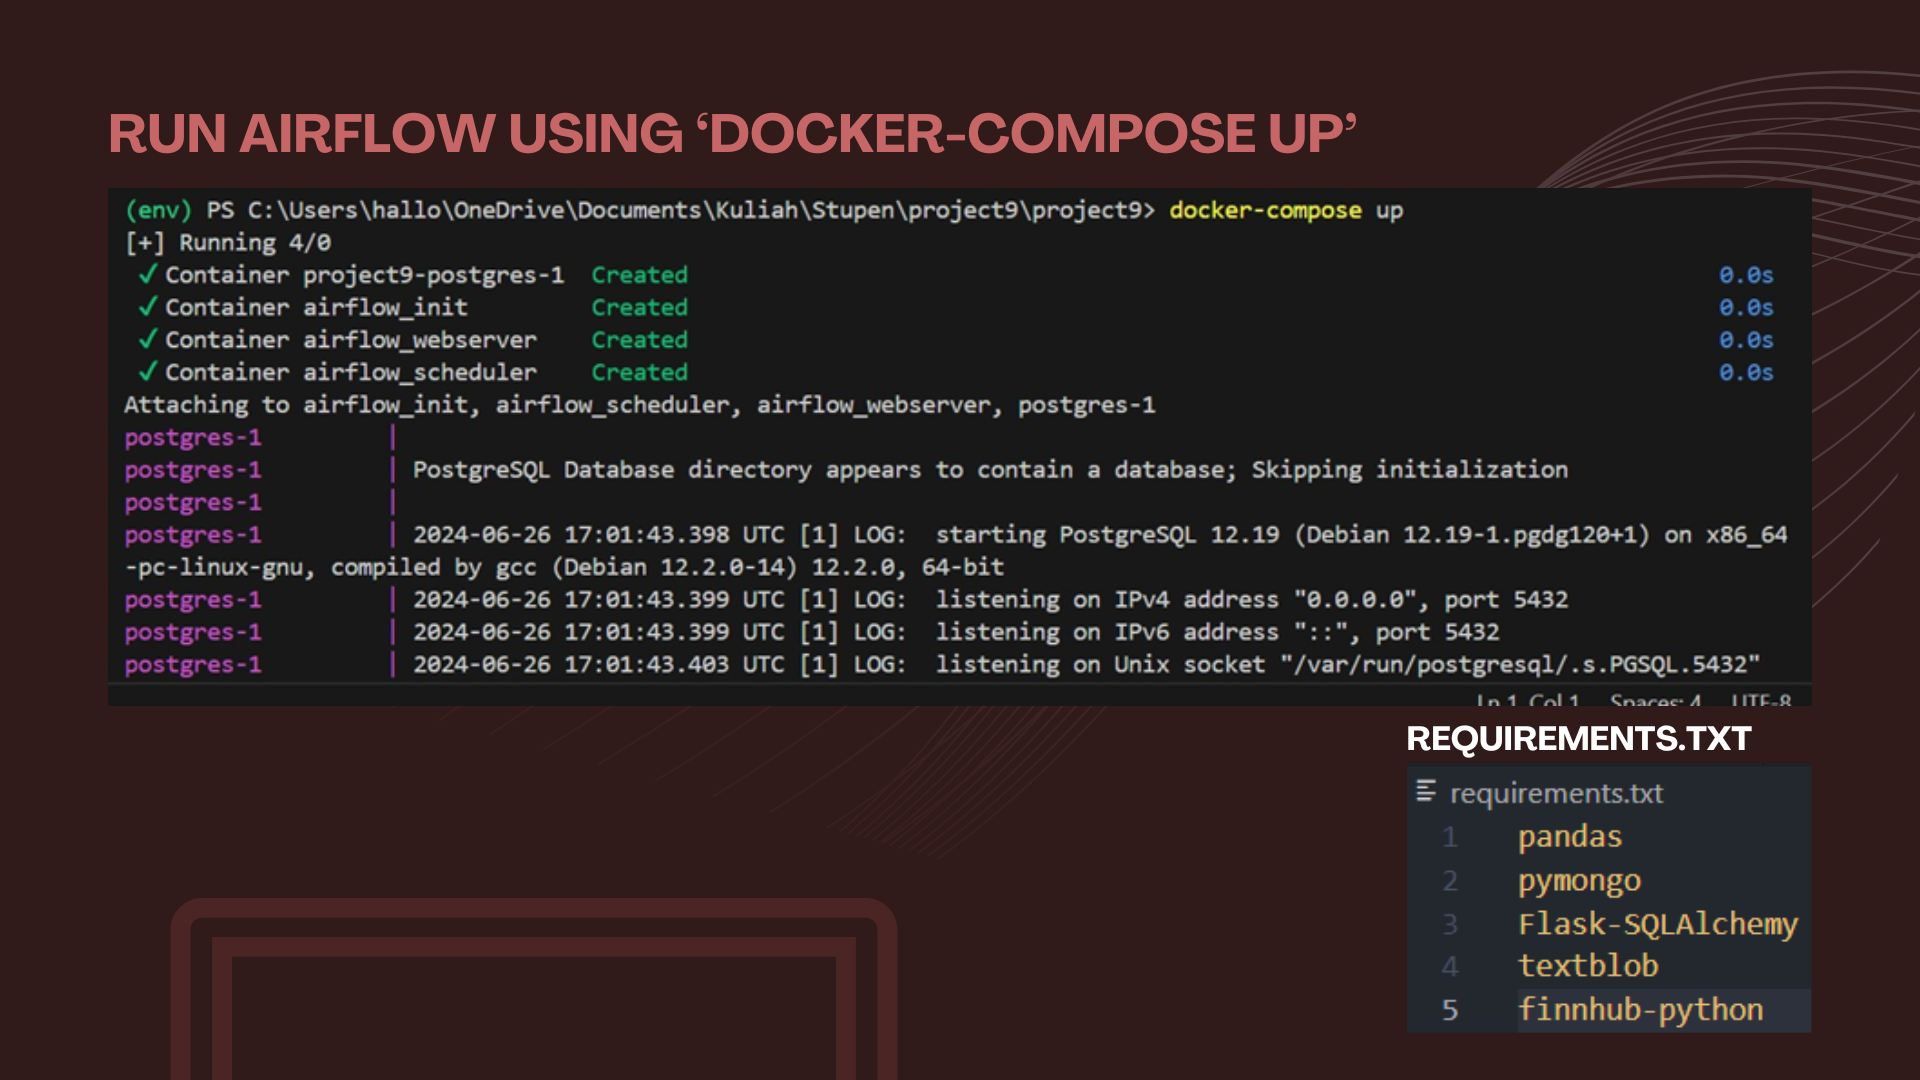 RUN AIRFLOW USING ‘DOCKER-COMPOSE UP’
(env) PS C:\Users\hallo\OneDrive\Documents\Kuliah\Stupen\project9\project9> docker-compose up
[+] Running 4/0
✓ Container project9-postgres-1 Created 0.0s
✓ Container airflow_init Created 0.0s
✓ Container airflow_webserver Created 0.0s
✓ Container airflow_scheduler Created 0.0s
Attaching to airflow_init, airflow_scheduler, airflow_webserver, postgres-1
postgres-1 |
postgres-1 | PostgreSQL Database directory appears to contain a database; Skipping initialization
postgres-1 |
postgres-1 | 2024-06-26 17:01:43.398 UTC [1] LOG: starting PostgreSQL 12.19 (Debian 12.19-1.pgdg120+1) on x86_64
-pc-linux-gnu, compiled by gcc (Debian 12.2.0-14) 12.2.0, 64-bit
postgres-1 | 2024-06-26 17:01:43.399 UTC [1] LOG: listening on IPv4 address "0.0.0.0", port 5432
postgres-1 | 2024-06-26 17:01:43.399 UTC [1] LOG: listening on IPv6 address "::", port 5432
postgres-1 | 2024-06-26 17:01:43.403 UTC [1] LOG: listening on Unix socket "/var/run/postgresql/.s.PGSQL.5432"
Ln 1, Col 1 Spaces: 4 UTF-8
REQUIREMENTS.TXT
requirements.txt
1 pandas
2 pymongo
3 Flask-SQLAlchemy
4 textblob
5 finnhub-python